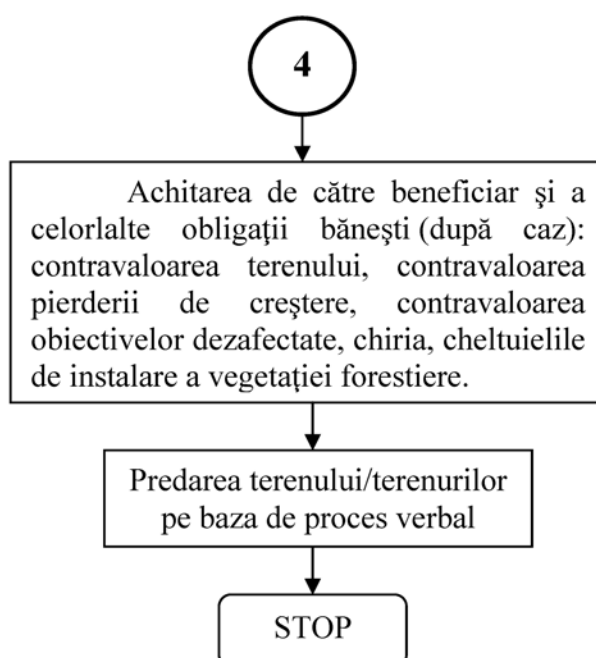 4
Achitarea de către beneficiar şi a
celorlalte obligaţii băneşti (după caz):
contravaloarea terenului, contravaloarea
pierderii de creştere, contravaloarea
obiectivelor dezafectate, chiria, cheltuielile
de instalare a vegetaţiei forestiere.
Predarea terenului/terenurilor
pe baza de proces verbal
STOP